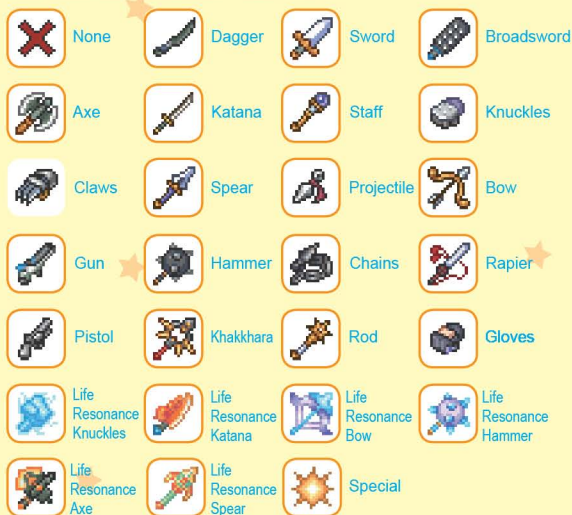 None
Dagger
Sword
Broadsword
Axe
Katana
Staff
Knuckles
Claws
Spear
Projectile
Bow
Gun
Hammer
Chains
Rapier
Pistol
Khakkhara
Rod
Gloves
Life
Resonance
Knuckles
Life
Resonance
Katana
Life
Resonance
Bow
Life
Resonance
Hammer
Life
Resonance
Axe
Life
Resonance
Spear
Special